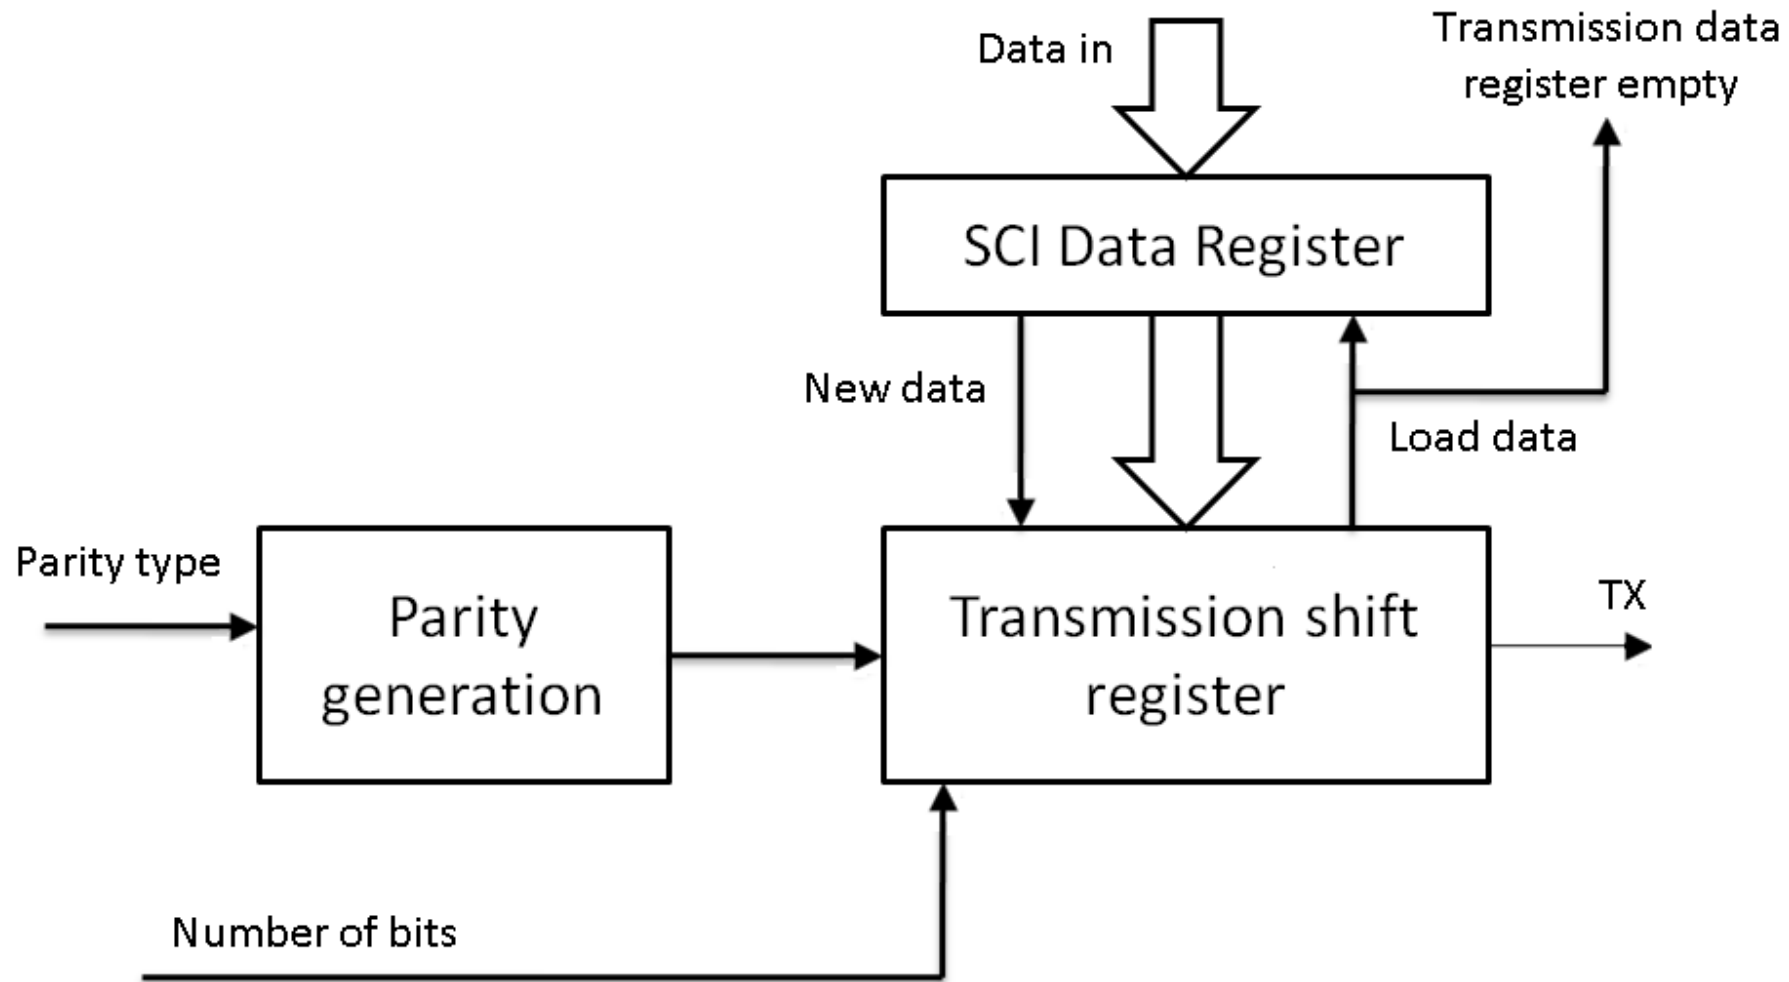 Data in
Transmission data
register empty
SCI Data Register
New data
Load data
Parity type
Parity
generation
Transmission shift
register
TX
Number of bits